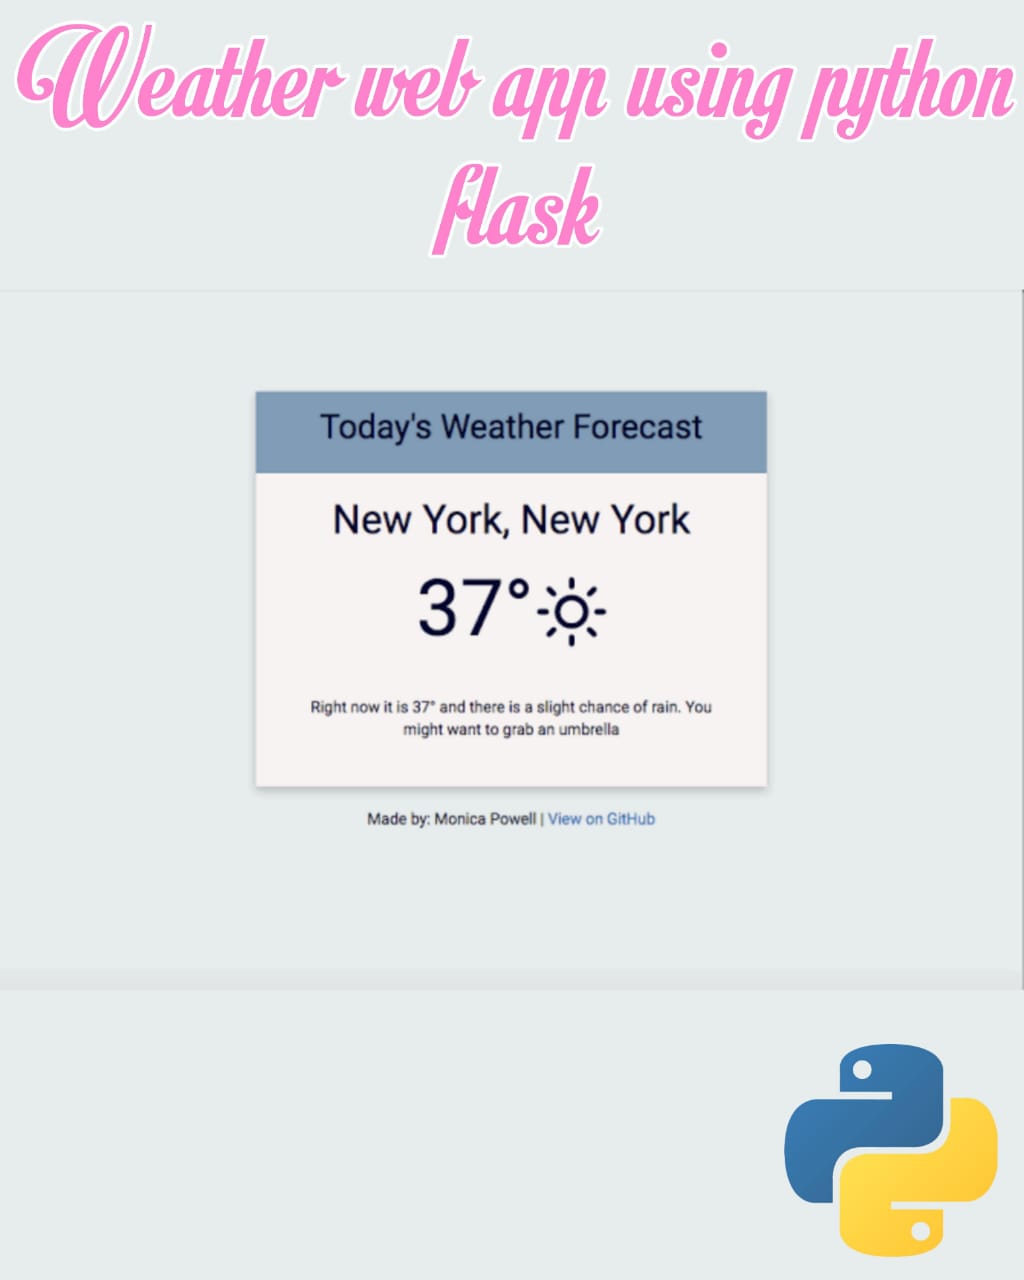 Weather web app using python
flask
Today's Weather Forecast
New York, New York
37°
Right now it is 37° and there is a slight chance of rain. You
might want to grab an umbrella
Made by: Monica Powell | View on GitHub